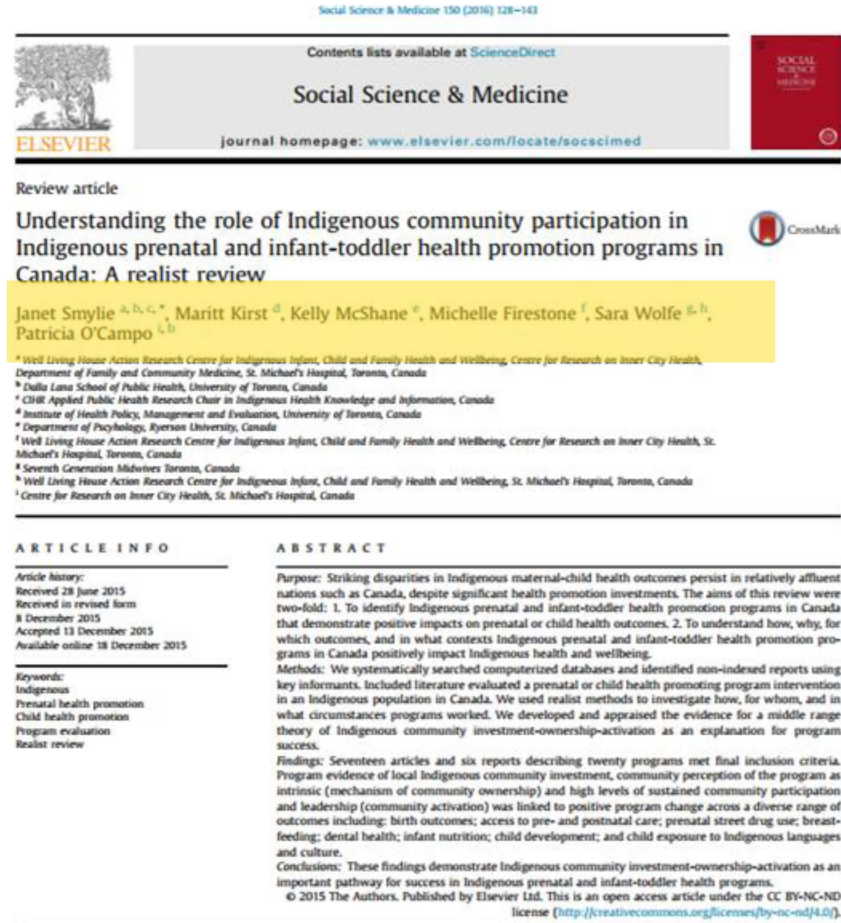 Social Science & Medicine 150 (2016) 128–143
Contents lists available at ScienceDirect
Social Science & Medicine
journal homepage: www.elsevier.com/locate/socscimed
ELSEVIER
SOCIAL
SCIENCE
&
MEDICINE
Review article
Understanding the role of Indigenous community participation in
Indigenous prenatal and infant-toddler health promotion programs in
Canada: A realist review
CrossMark
Janet Smylie a, b, c, *, Maritt Kirst d, Kelly McShane e, Michelle Firestone f, Sara Wolfe g, h,
Patricia O'Campo i, b
a Well Living House Action Research Centre for Indigenous Infant, Child and Family Health and Wellbeing, Centre for Research on Inner City Health,
Department of Family and Community Medicine, St. Michael's Hospital, Toronto, Canada
b Dalla Lana School of Public Health, University of Toronto, Canada
c CIHR Applied Public Health Research Chair in Indigenous Health Knowledge and Information, Canada
d Institute of Health Policy, Management and Evaluation, University of Toronto, Canada
e Department of Pscyhology, Ryerson University, Canada
f Well Living House Action Research Centre for Indigenous Infant, Child and Family Health and Wellbeing, Centre for Research on Inner City Health, St.
Michael's Hospital, Toronto, Canada
g Seventh Generation Midwives Toronto, Canada
h Well Living House Action Research Centre for Indigneous Infant, Child and Family Health and Wellbeing, St. Michael's Hospital, Toronto, Canada
i Centre for Research on Inner City Health, St. Michael's Hospital, Canada
ARTICLE INFO
Article history:
Received 28 June 2015
Received in revised form
8 December 2015
Accepted 13 December 2015
Available online 18 December 2015
Keywords:
Indigenous
Prenatal health promotion
Child health promotion
Program evaluation
Realist review
ABSTRACT
Purpose: Striking disparities in Indigenous maternal-child health outcomes persist in relatively affluent
nations such as Canada, despite significant health promotion investments. The aims of this review were
two-fold: 1. To identify Indigenous prenatal and infant-toddler health promotion programs in Canada
that demonstrate positive impacts on prenatal or child health outcomes. 2. To understand how, why, for
which outcomes, and in what contexts Indigenous prenatal and infant-toddler health promotion pro-
grams in Canada positively impact Indigenous health and wellbeing.
Methods: We systematically searched computerized databases and identified non-indexed reports using
key informants. Included literature evaluated a prenatal or child health promoting program intervention
in an Indigenous population in Canada. We used realist methods to investigate how, for whom, and in
what circumstances programs worked. We developed and appraised the evidence for a middle range
theory of Indigenous community investment-ownership-activation as an explanation for program
success.
Findings: Seventeen articles and six reports describing twenty programs met final inclusion criteria.
Program evidence of local Indigenous community investment, community perception of the program as
intrinsic (mechanism of community ownership) and high levels of sustained community participation
and leadership (community activation) was linked to positive program change across a diverse range of
outcomes including: birth outcomes; access to pre- and postnatal care; prenatal street drug use; breast-
feeding; dental health; infant nutrition; child development; and child exposure to Indigenous languages
and culture.
Conclusions: These findings demonstrate Indigenous community investment-ownership-activation as an
important pathway for success in Indigenous prenatal and infant-toddler health programs.
© 2015 The Authors. Published by Elsevier Ltd. This is an open access article under the CC BY-NC-ND
license (http://creativecommons.org/licenses/by-nc-nd/4.0/).